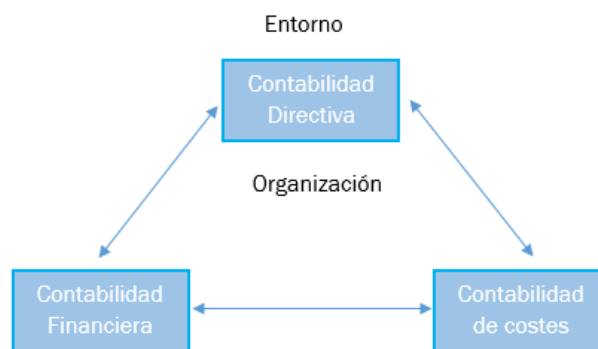 Entorno
Contabilidad
Directiva
Organización
Contabilidad
Financiera
Contabilidad
de costes